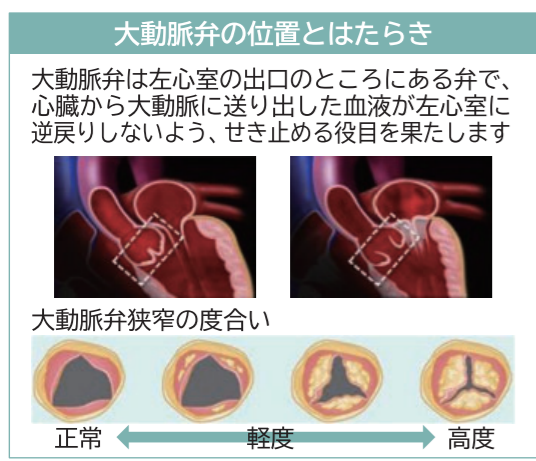 大動脈弁の位置とはたらき
大動脈弁は左心室の出口のところにある弁で、
心臓から大動脈に送り出した血液が左心室に
逆戻りしないよう、せき止める役目を果たします
大動脈弁狭窄の度合い
正常 軽度 高度